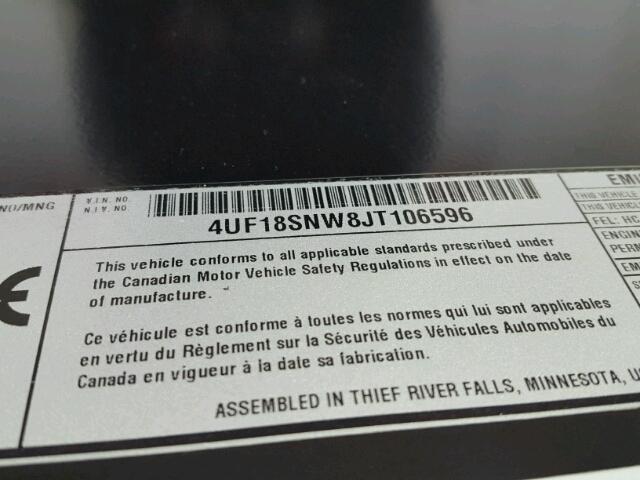 NO/MNG
V.I.N. NO.
N.I.V. NO.
4UF18SNW8JT106596
This vehicle conforms to all applicable standards prescribed under
the Canadian Motor Vehicle Safety Regulations in effect on the date
of manufacture.
Ce véhicule est conforme à toutes les normes qui lui sont applicables
en vertu du Règlement sur la Sécurité des Véhicules Automobiles du
Canada en vigueur à la date sa fabrication.
ASSEMBLED IN THIEF RIVER FALLS, MINNESOTA, U
CE
THIS VEHICLE
THIS VEHICLE
FEL: H
ENGIN
PERM
EM